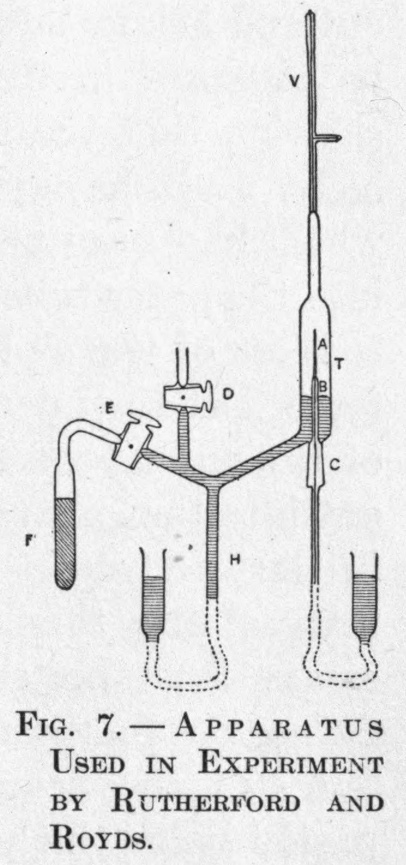 V
A
T
B
E
D
C
F
H
FIG. 7.— APPARATUS
USED IN EXPERIMENT
BY RUTHERFORD AND
ROYDS.